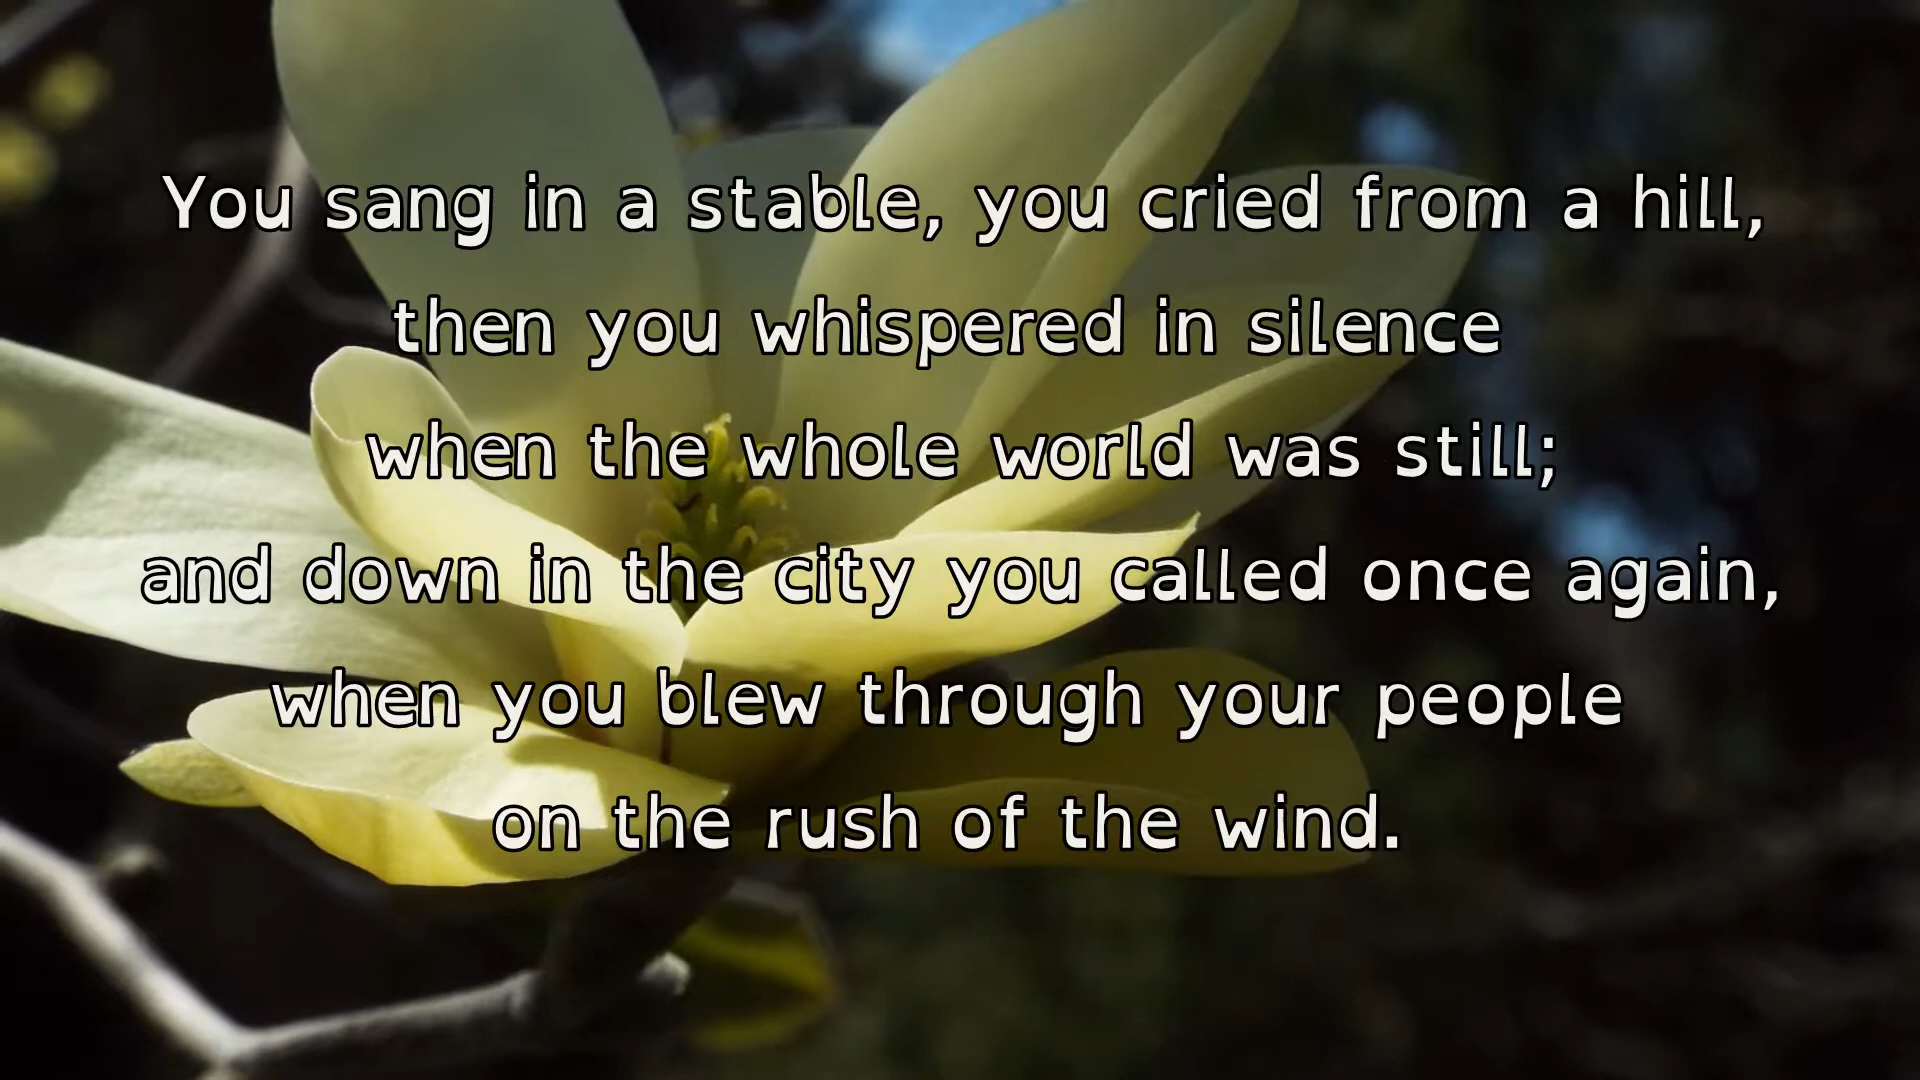 You sang in a stable, you cried from a hill,
then you whispered in silence
when the whole world was still;
and down in the city you called once again,
when you blew through your people
on the rush of the wind.